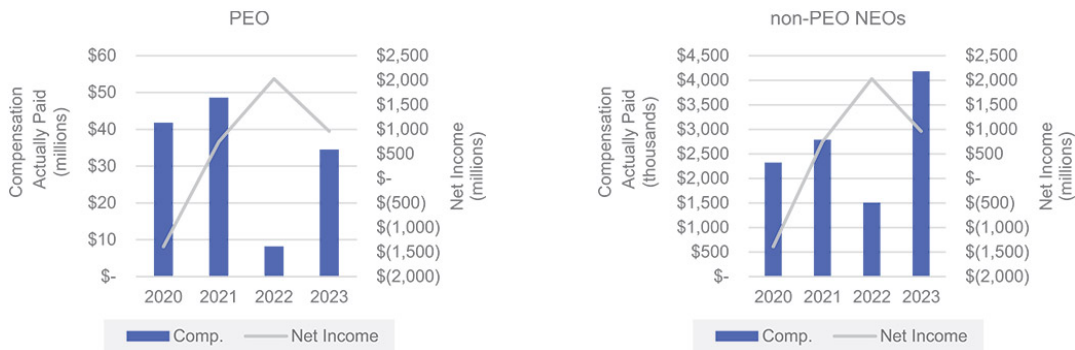 PEO
Compensation
Actually Paid
(millions)
$60
$50
$40
$30
$20
$10
$-
$2,500
$2,000
$1,500
$1,000
$500
$-
$(500)
$(1,000)
$(1,500)
$(2,000)
Net Income
(millions)
2020 2021 2022 2023
Comp. Net Income
non-PEO NEOs
Compensation
Actually Paid
(thousands)
$4,500
$4,000
$3,500
$3,000
$2,500
$2,000
$1,500
$1,000
$500
$-
$2,500
$2,000
$1,500
$1,000
$500
$-
$(500)
$(1,000)
$(1,500)
$(2,000)
Net Income
(millions)
2020 2021 2022 2023
Comp. Net Income